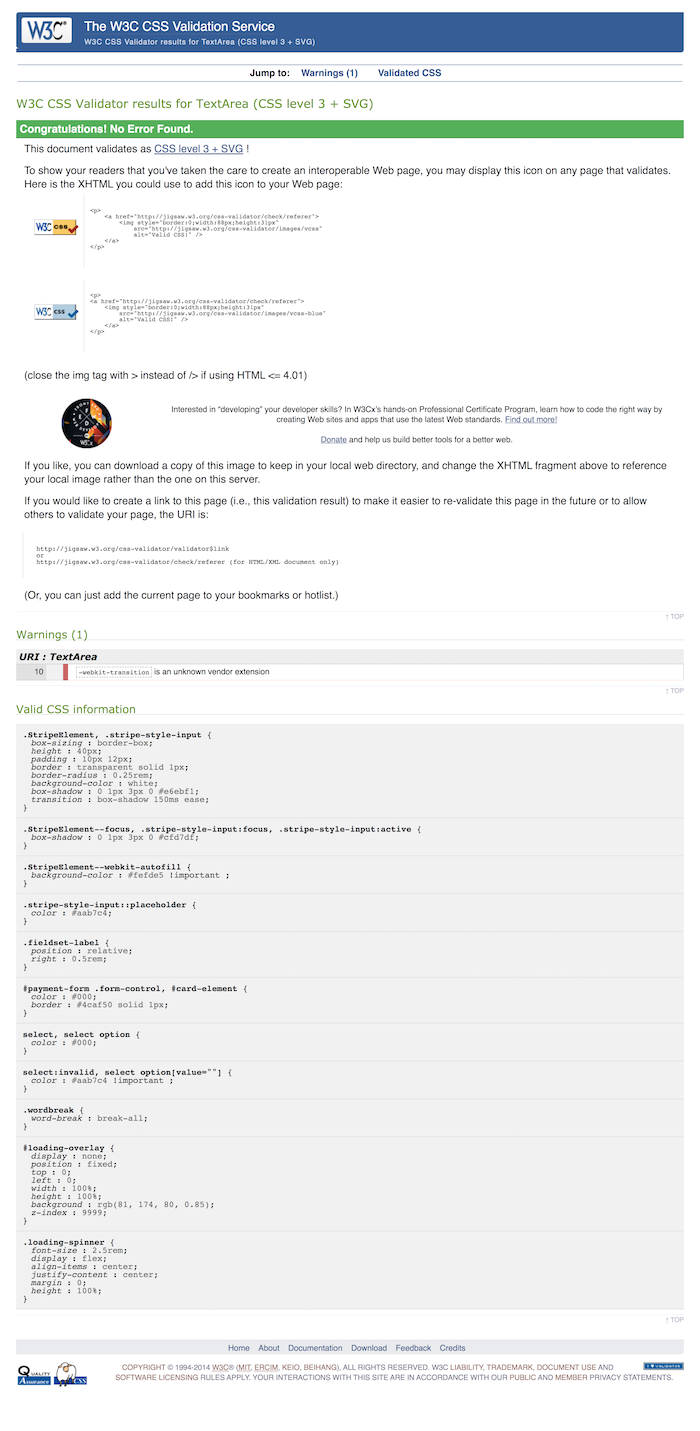 W3C®
The W3C CSS Validation Service
W3C CSS Validator results for TextArea (CSS level 3 + SVG)
Jump to: Warnings (1) Validated CSS
W3C CSS Validator results for TextArea (CSS level 3 + SVG)
Congratulations! No Error Found.
This document validates as CSS level 3 + SVG !
To show your readers that you've taken the care to create an interoperable Web page, you may display this icon on any page that validates.
Here is the XHTML you could use to add this icon to your Web page:
W3C CSS
<p>
<a href="http://jigsaw.w3.org/css-validator/check/referer">
<img style="border:0;width:88px;height:31px"
src="http://jigsaw.w3.org/css-validator/images/vcss"
alt="Valid CSS!" />
</a>
</p>
W3C CSS
<p>
<a href="http://jigsaw.w3.org/css-validator/check/referer">
<img style="border:0;width:88px;height:31px"
src="http://jigsaw.w3.org/css-validator/images/vcss-blue"
alt="Valid CSS!" />
</a>
</p>
(close the img tag with > instead of /> if using HTML <= 4.01)
Interested in "developing" your developer skills? In W3Cx's hands-on Professional Certificate Program, learn how to code the right way by
creating Web sites and apps that use the latest Web standards. Find out more!
Donate and help us build better tools for a better web.
If you like, you can download a copy of this image to keep in your local web directory, and change the XHTML fragment above to reference
your local image rather than the one on this server.
If you would like to create a link to this page (i.e., this validation result) to make it easier to re-validate this page in the future or to allow
others to validate your page, the URI is:
http://jigsaw.w3.org/css-validator/validator$link
or
http://jigsaw.w3.org/css-validator/check/referer (for HTML/XML document only)
(Or, you can just add the current page to your bookmarks or hotlist.)
↑ TOP
Warnings (1)
URI : TextArea
10 -webkit-transition is an unknown vendor extension
↑ TOP
Valid CSS information
.StripeElement, .stripe-style-input {
box-sizing : border-box;
height : 40px;
padding : 10px 12px;
border : transparent solid 1px;
border-radius : 0.25rem;
background-color : white;
box-shadow : 0 1px 3px 0 #e6ebf1;
transition : box-shadow 150ms ease;
}
.StripeElement--focus, .stripe-style-input:focus, .stripe-style-input:active {
box-shadow : 0 1px 3px 0 #cfd7df;
}
.StripeElement--webkit-autofill {
background-color : #fefde5 !important ;
}
.stripe-style-input::placeholder {
color : #aab7c4;
}
.fieldset-label {
position : relative;
right : 0.5rem;
}
#payment-form .form-control, #card-element {
color : #000;
border : #4caf50 solid 1px;
}
select, select option {
color : #000;
}
select:invalid, select option[value=""] {
color : #aab7c4 !important ;
}
.wordbreak {
word-break : break-all;
}
#loading-overlay {
display : none;
position : fixed;
top : 0;
left : 0;
width : 100%;
height : 100%;
background : rgb(81, 174, 80, 0.85);
z-index : 9999;
}
.loading-spinner {
font-size : 2.5rem;
display : flex;
align-items : center;
justify-content : center;
margin : 0;
height : 100%;
}
↑ TOP
Home About Documentation Download Feedback Credits
Quality Assurance
CSS
COPYRIGHT © 1994-2014 W3C® (MIT, ERCIM, KEIO, BEIHANG), ALL RIGHTS RESERVED. W3C LIABILITY, TRADEMARK, DOCUMENT USE AND
SOFTWARE LICENSING RULES APPLY. YOUR INTERACTIONS WITH THIS SITE ARE IN ACCORDANCE WITH OUR PUBLIC AND MEMBER PRIVACY STATEMENTS.